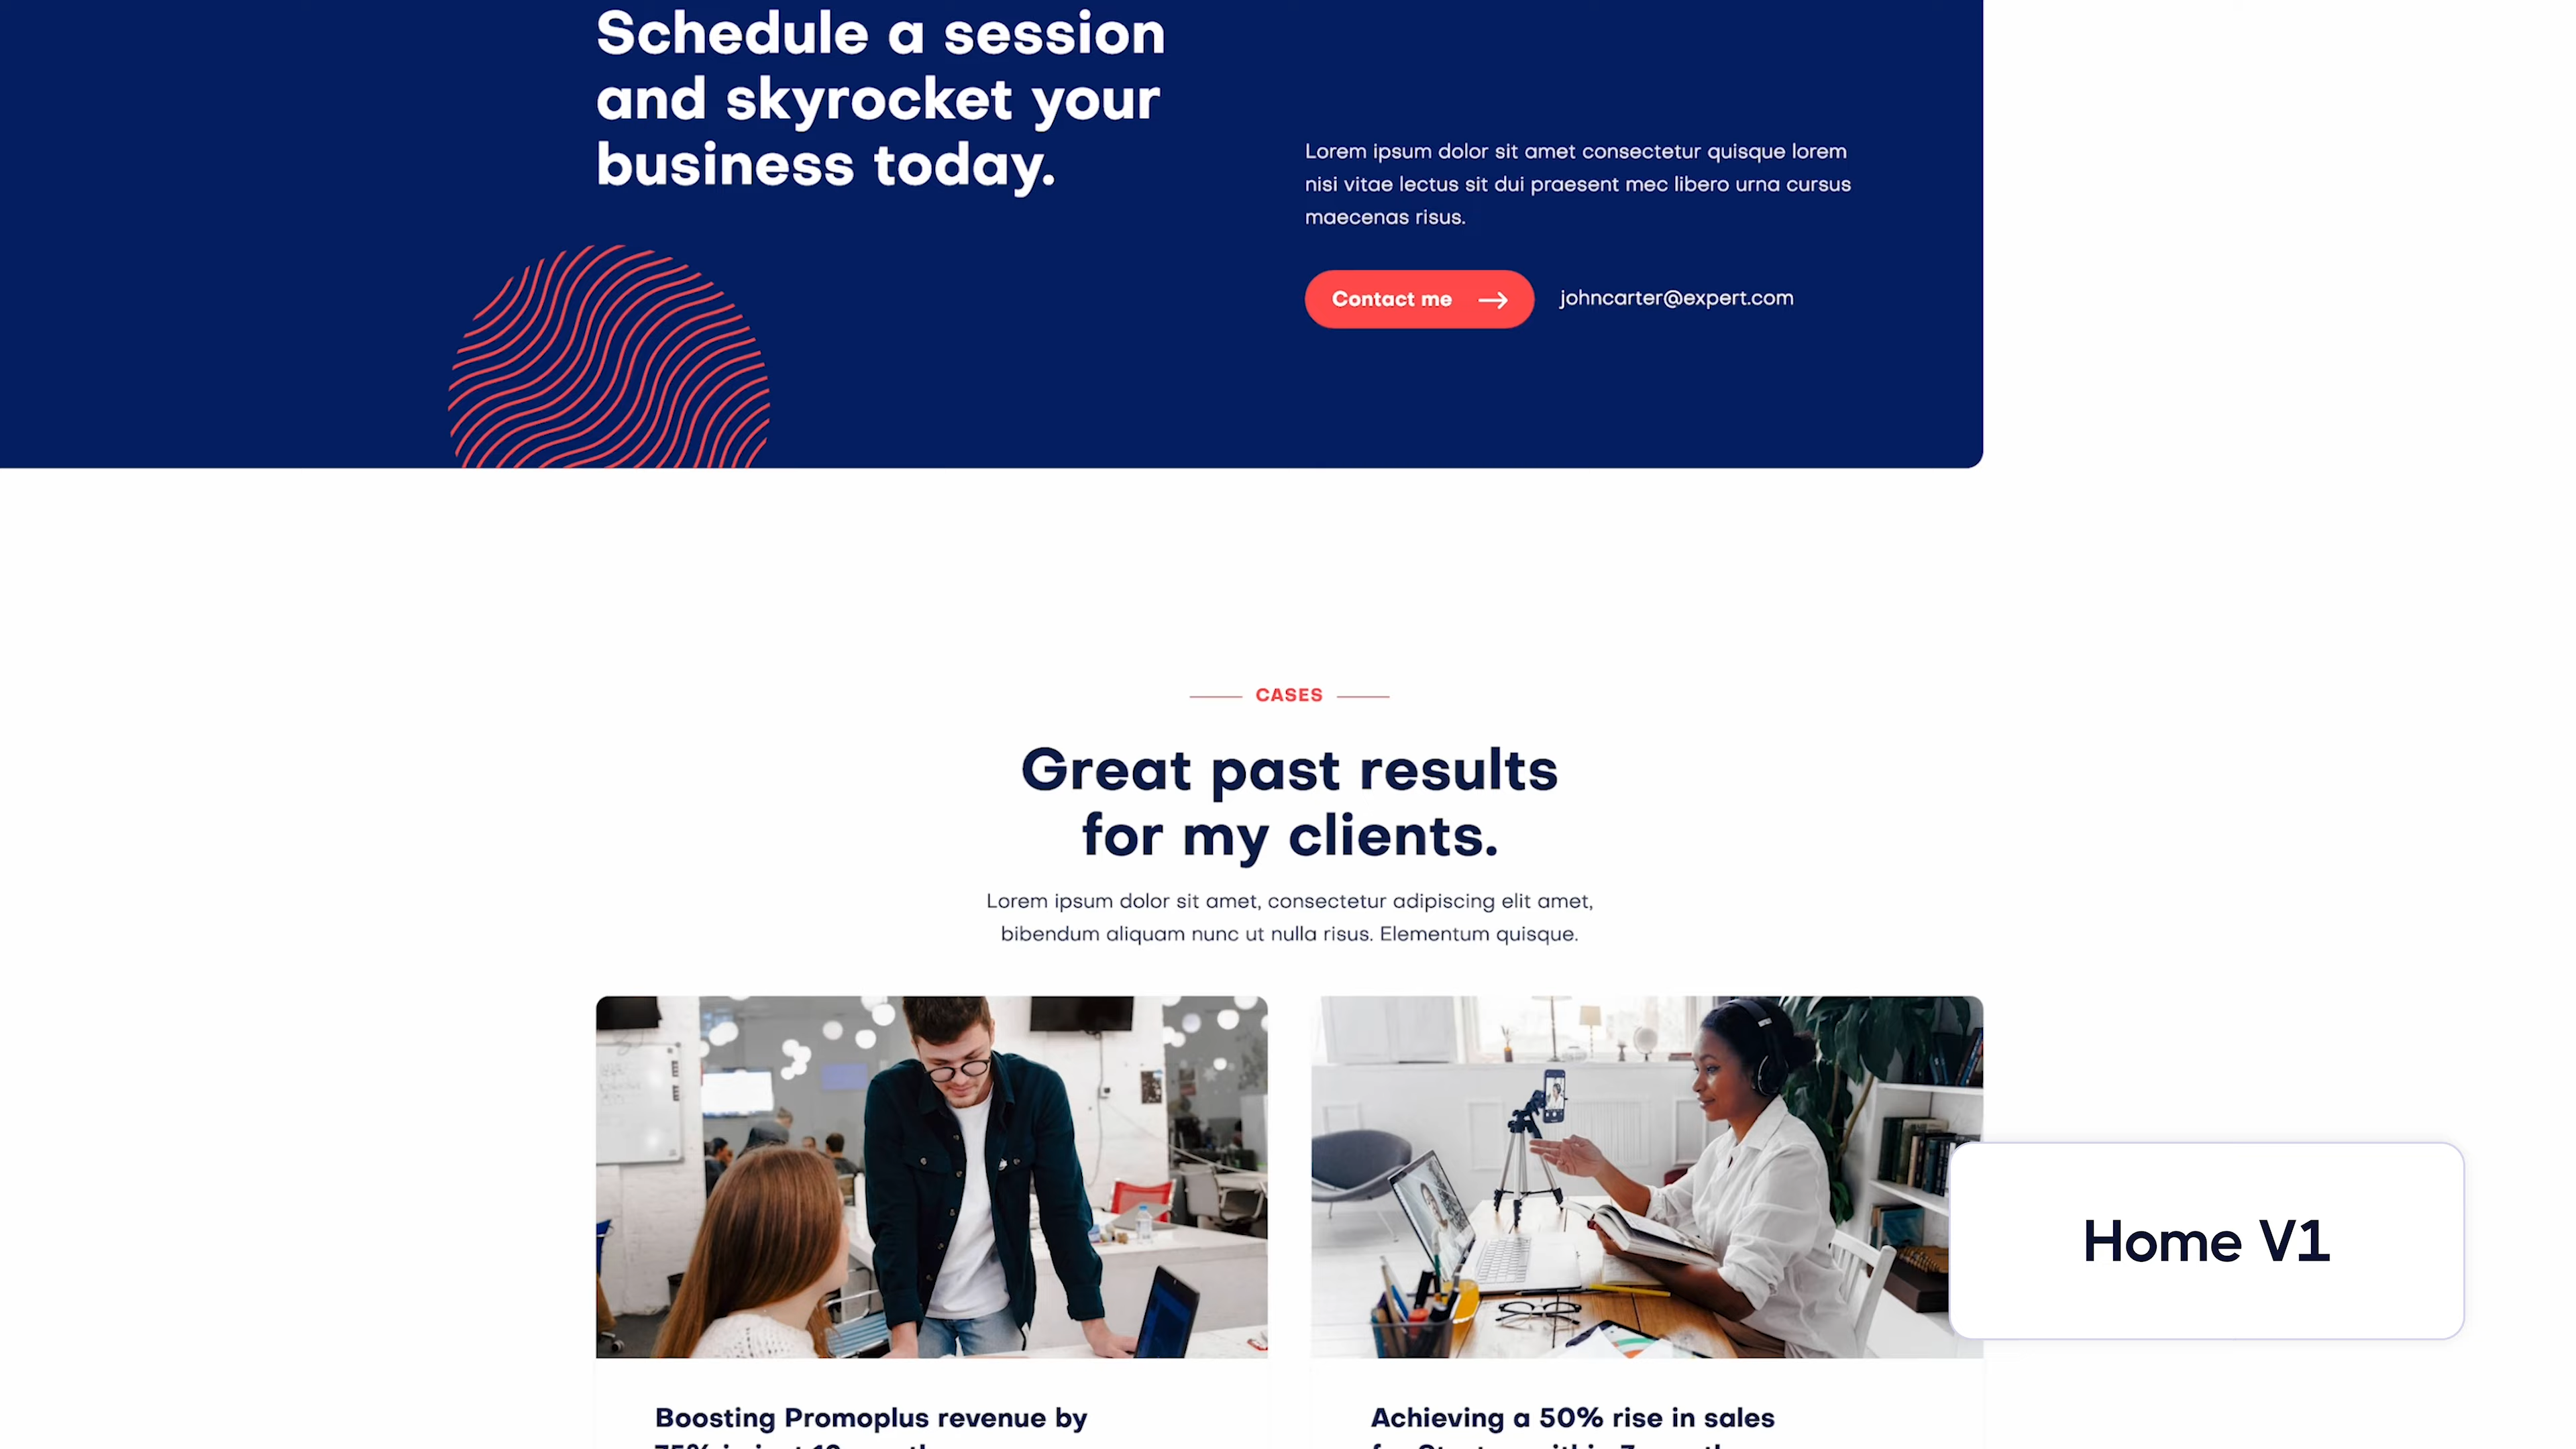 Schedule a session
and skyrocket your
business today.
Lorem ipsum dolor sit amet consectetur quisque lorem
nisi vitae lectus sit dui praesent mec libero urna cursus
maecenas risus.
Contact me
johncarter@expert.com
CASES
Great past results
for my clients.
Lorem ipsum dolor sit amet, consectetur adipiscing elit amet,
bibendum aliquam nunc ut nulla risus. Elementum quisque.
Home V1
Boosting Promoplus revenue by
Achieving a 50% rise in sales